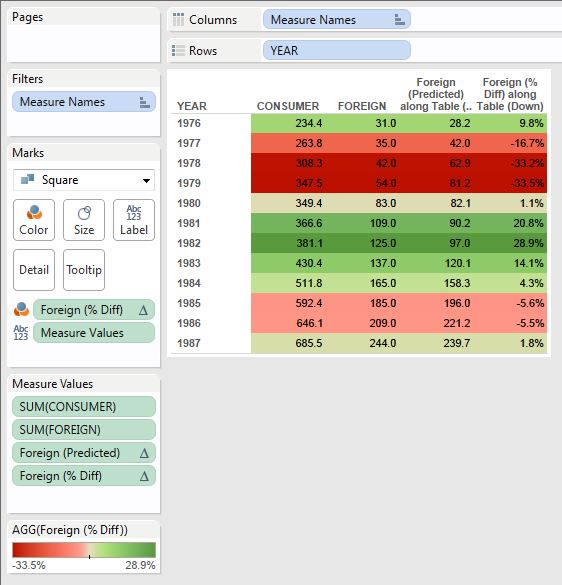 Pages
Columns Measure Names
Rows YEAR
Filters
Measure Names
Marks
Square
Color Size Abc 123 Label
Detail Tooltip
Foreign (% Diff) Δ
Abc 123 Measure Values
Measure Values
SUM(CONSUMER)
SUM(FOREIGN)
Foreign (Predicted) Δ
Foreign (% Diff) Δ
AGG(Foreign (% Diff))
-33.5% 28.9%
Foreign Foreign (%
(Predicted) Diff) along
YEAR CONSUMER FOREIGN along Table (.. Table (Down)
1976 234.4 31.0 28.2 9.8%
1977 263.8 35.0 42.0 -16.7%
1978 308.3 42.0 62.9 -33.2%
1979 347.5 54.0 81.2 -33.5%
1980 349.4 83.0 82.1 1.1%
1981 366.6 109.0 90.2 20.8%
1982 381.1 125.0 97.0 28.9%
1983 430.4 137.0 120.1 14.1%
1984 511.8 165.0 158.3 4.3%
1985 592.4 185.0 196.0 -5.6%
1986 646.1 209.0 221.2 -5.5%
1987 685.5 244.0 239.7 1.8%